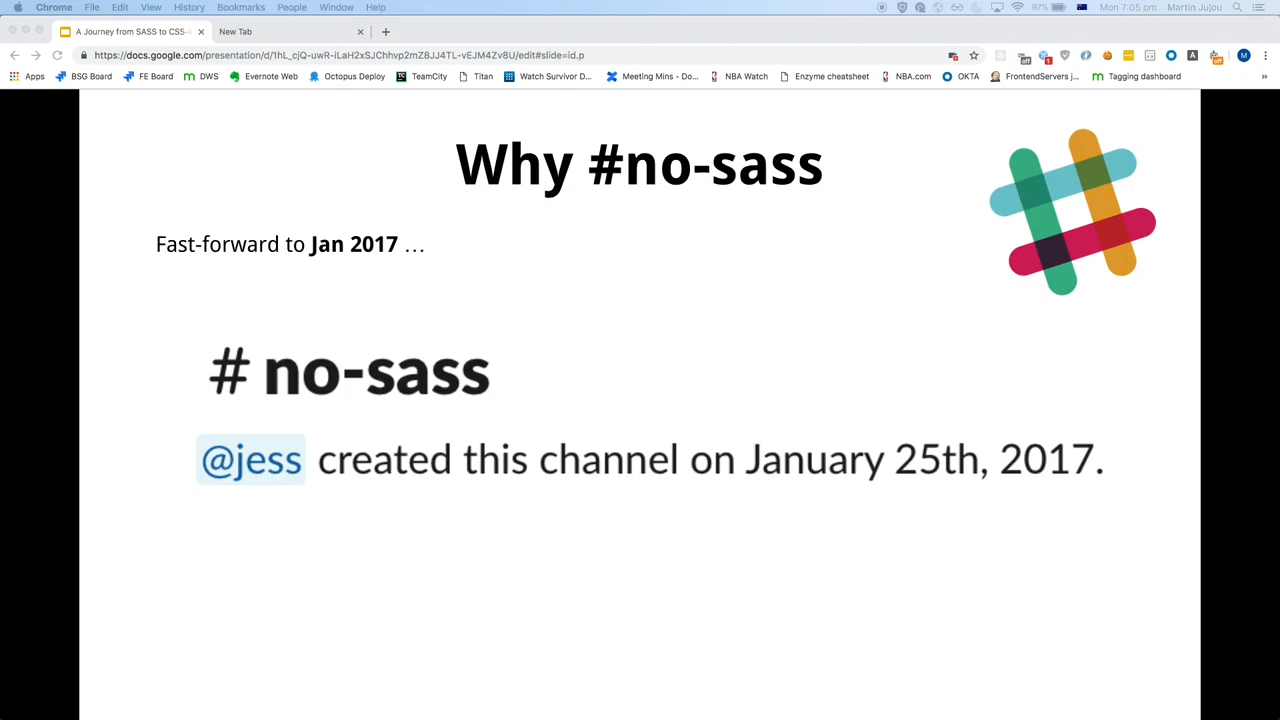 Chrome File Edit View History Bookmarks People Window Help 97% Mon 7:05 pm Martin Jujou
A Journey from SASS to CSS-i New Tab
https://docs.google.com/presentation/d/1hL_cjQ-uwR-iLaH2xSJChhvp2mZ8JJ4TL-vEJM4Zv8U/edit#slide=id.p
Apps BSG Board FE Board DWS Evernote Web Octopus Deploy TeamCity Titan Watch Survivor D... Meeting Mins - Do... NBA Watch Enzyme cheatsheet NBA.com OKTA FrontendServers j... Tagging dashboard »
Why #no-sass
Fast-forward to Jan 2017 ...
# no-sass
@jess created this channel on January 25th, 2017.